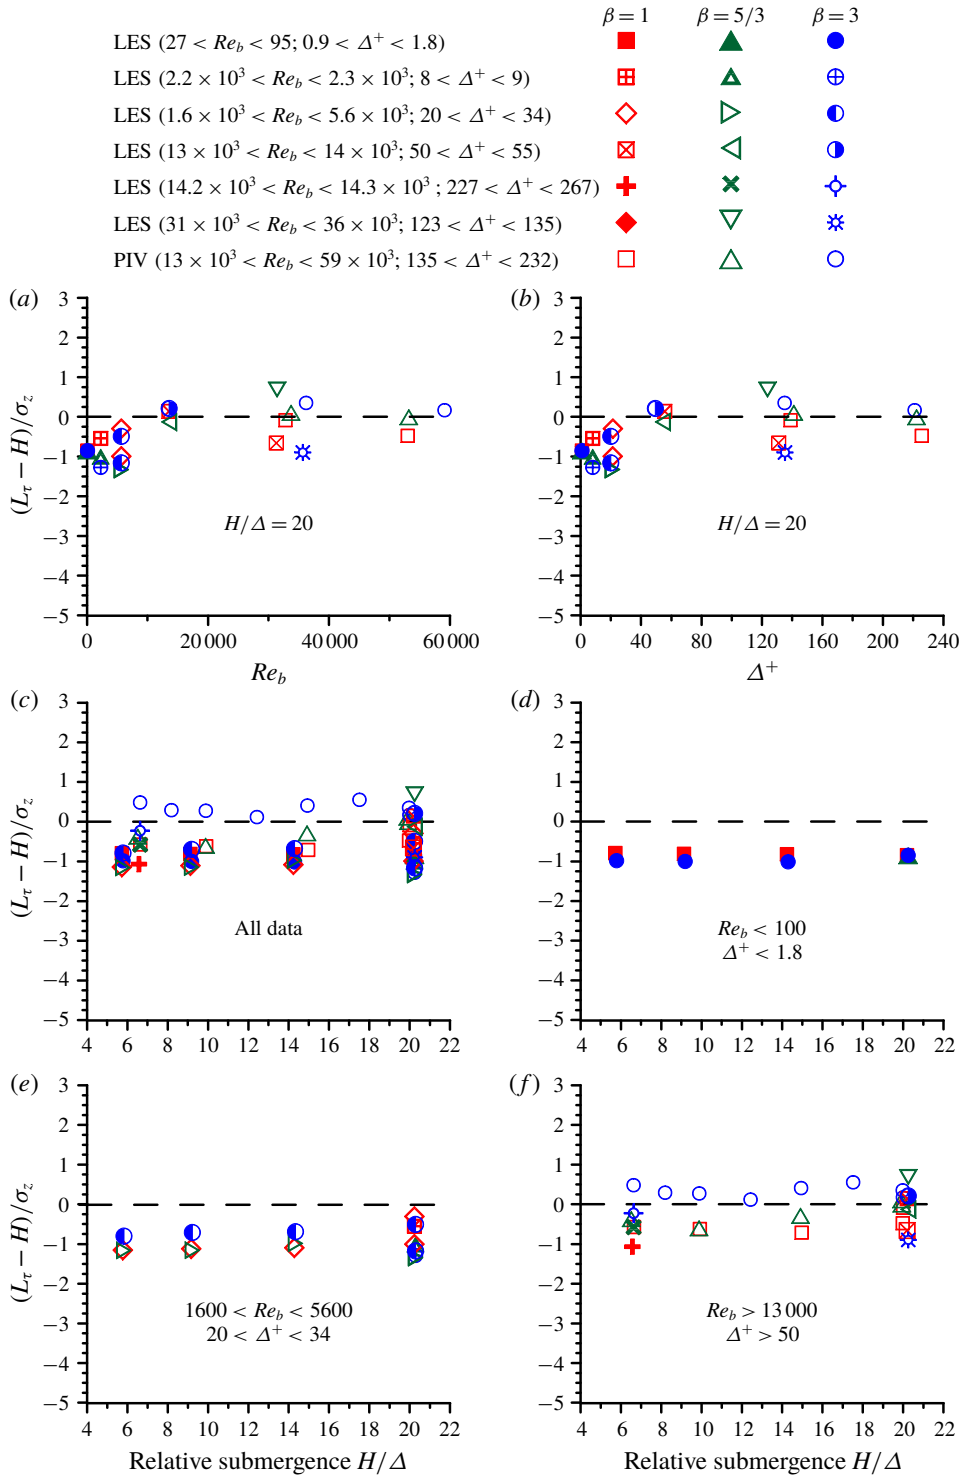 β = 1 β = 5/3 β = 3
LES (27 < Re_b < 95; 0.9 < Δ⁺ < 1.8)
LES (2.2 × 10³ < Re_b < 2.3 × 10³; 8 < Δ⁺ < 9)
LES (1.6 × 10³ < Re_b < 5.6 × 10³; 20 < Δ⁺ < 34)
LES (13 × 10³ < Re_b < 14 × 10³; 50 < Δ⁺ < 55)
LES (14.2 × 10³ < Re_b < 14.3 × 10³ ; 227 < Δ⁺ < 267)
LES (31 × 10³ < Re_b < 36 × 10³; 123 < Δ⁺ < 135)
PIV (13 × 10³ < Re_b < 59 × 10³; 135 < Δ⁺ < 232)
(a)
3
2
1
0
−1
−2
−3
−4
−5
(L_τ − H)/σ_z
H/Δ = 20
0 20 000 40 000 60 000
Re_b
(b)
3
2
1
0
−1
−2
−3
−4
−5
H/Δ = 20
0 40 80 120 160 200 240
Δ⁺
(c)
3
2
1
0
−1
−2
−3
−4
−5
(L_τ − H)/σ_z
All data
4 6 8 10 12 14 16 18 20 22
(d)
3
2
1
0
−1
−2
−3
−4
−5
Re_b < 100
Δ⁺ < 1.8
4 6 8 10 12 14 16 18 20 22
(e)
3
2
1
0
−1
−2
−3
−4
−5
(L_τ − H)/σ_z
1600 < Re_b < 5600
20 < Δ⁺ < 34
4 6 8 10 12 14 16 18 20 22
Relative submergence H/Δ
(f)
3
2
1
0
−1
−2
−3
−4
−5
Re_b > 13 000
Δ⁺ > 50
4 6 8 10 12 14 16 18 20 22
Relative submergence H/Δ